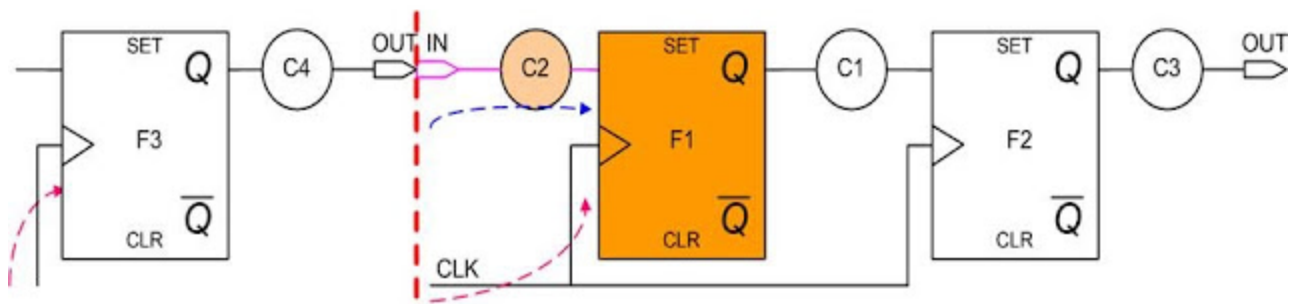 SET
Q
F3
Q
CLR
C4
OUT
IN
C2
SET
Q
F1
Q
CLR
CLK
C1
SET
Q
F2
Q
CLR
C3
OUT